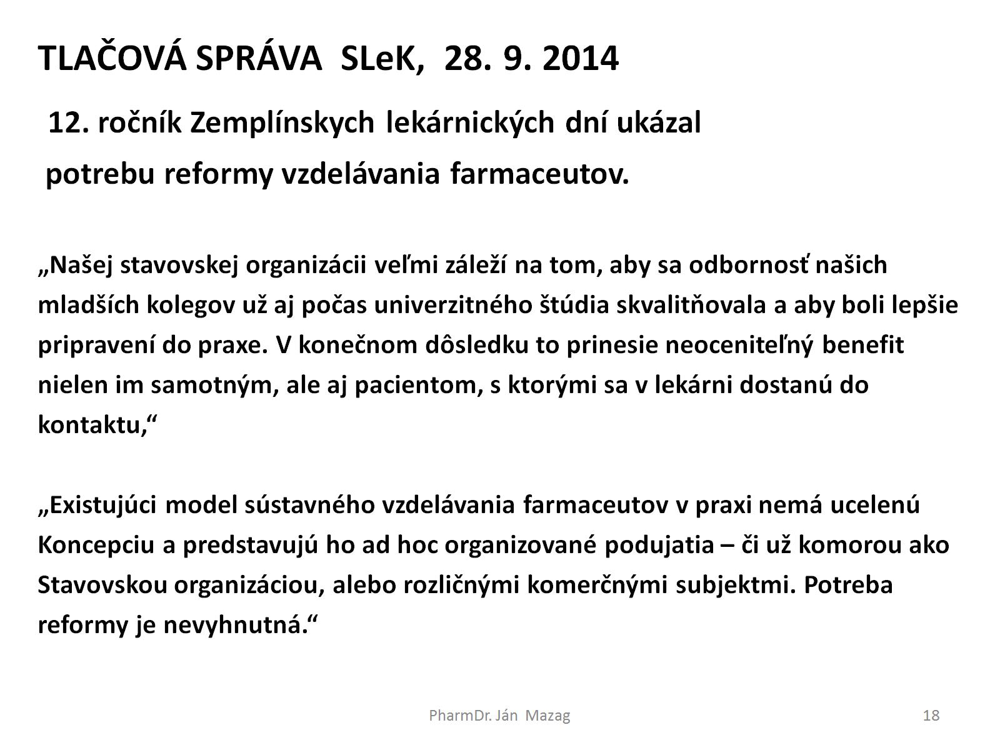 TLAČOVÁ SPRÁVA SLeK, 28. 9. 2014
12. ročník Zemplínskych lekárnických dní ukázal
potrebu reformy vzdelávania farmaceutov.
„Našej stavovskej organizácii veľmi záleží na tom, aby sa odbornosť našich
mladších kolegov už aj počas univerzitného štúdia skvalitňovala a aby boli lepšie
pripravení do praxe. V konečnom dôsledku to prinesie neoceniteľný benefit
nielen im samotným, ale aj pacientom, s ktorými sa v lekárni dostanú do
kontaktu,“
„Existujúci model sústavného vzdelávania farmaceutov v praxi nemá ucelenú
Koncepciu a predstavujú ho ad hoc organizované podujatia – či už komorou ako
Stavovskou organizáciou, alebo rozličnými komerčnými subjektmi. Potreba
reformy je nevyhnutná.“
PharmDr. Ján Mazag
18